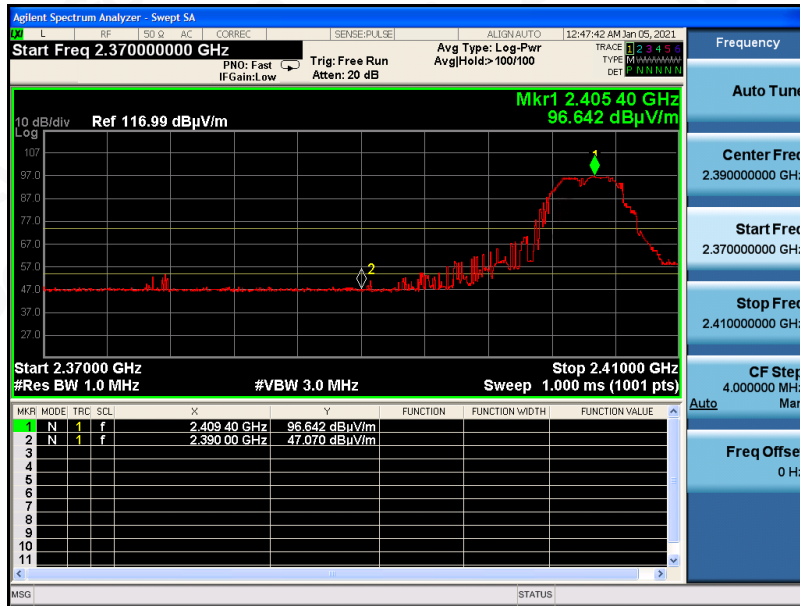 Agilent Spectrum Analyzer - Swept SA
LXI L RF 50 Ω AC CORREC SENSE:PULSE ALIGN AUTO 12:47:42 AM Jan 05, 2021
Start Freq 2.370000000 GHz
PNO: Fast
IFGain:Low
Trig: Free Run
Atten: 20 dB
Avg Type: Log-Pwr
Avg|Hold:>100/100
TRACE 1 2 3 4 5 6
TYPE M WWWWW
DET P N N N N N
Mkr1 2.405 40 GHz
96.642 dBµV/m
10 dB/div Ref 116.99 dBµV/m
Log
107
97.0
87.0
77.0
67.0
57.0
47.0
37.0
27.0
1
2
Start 2.37000 GHz Stop 2.41000 GHz
#Res BW 1.0 MHz #VBW 3.0 MHz Sweep 1.000 ms (1001 pts)
MKR MODE TRC SCL X Y FUNCTION FUNCTION WIDTH FUNCTION VALUE
1 N 1 f 2.409 40 GHz 96.642 dBµV/m
2 N 1 f 2.390 00 GHz 47.070 dBµV/m
3
4
5
6
7
8
9
10
11
MSG STATUS
Frequency
Auto Tune
Center Freq
2.390000000 GHz
Start Freq
2.370000000 GHz
Stop Freq
2.410000000 GHz
CF Step
4.000000 MHz
Auto Man
Freq Offset
0 Hz